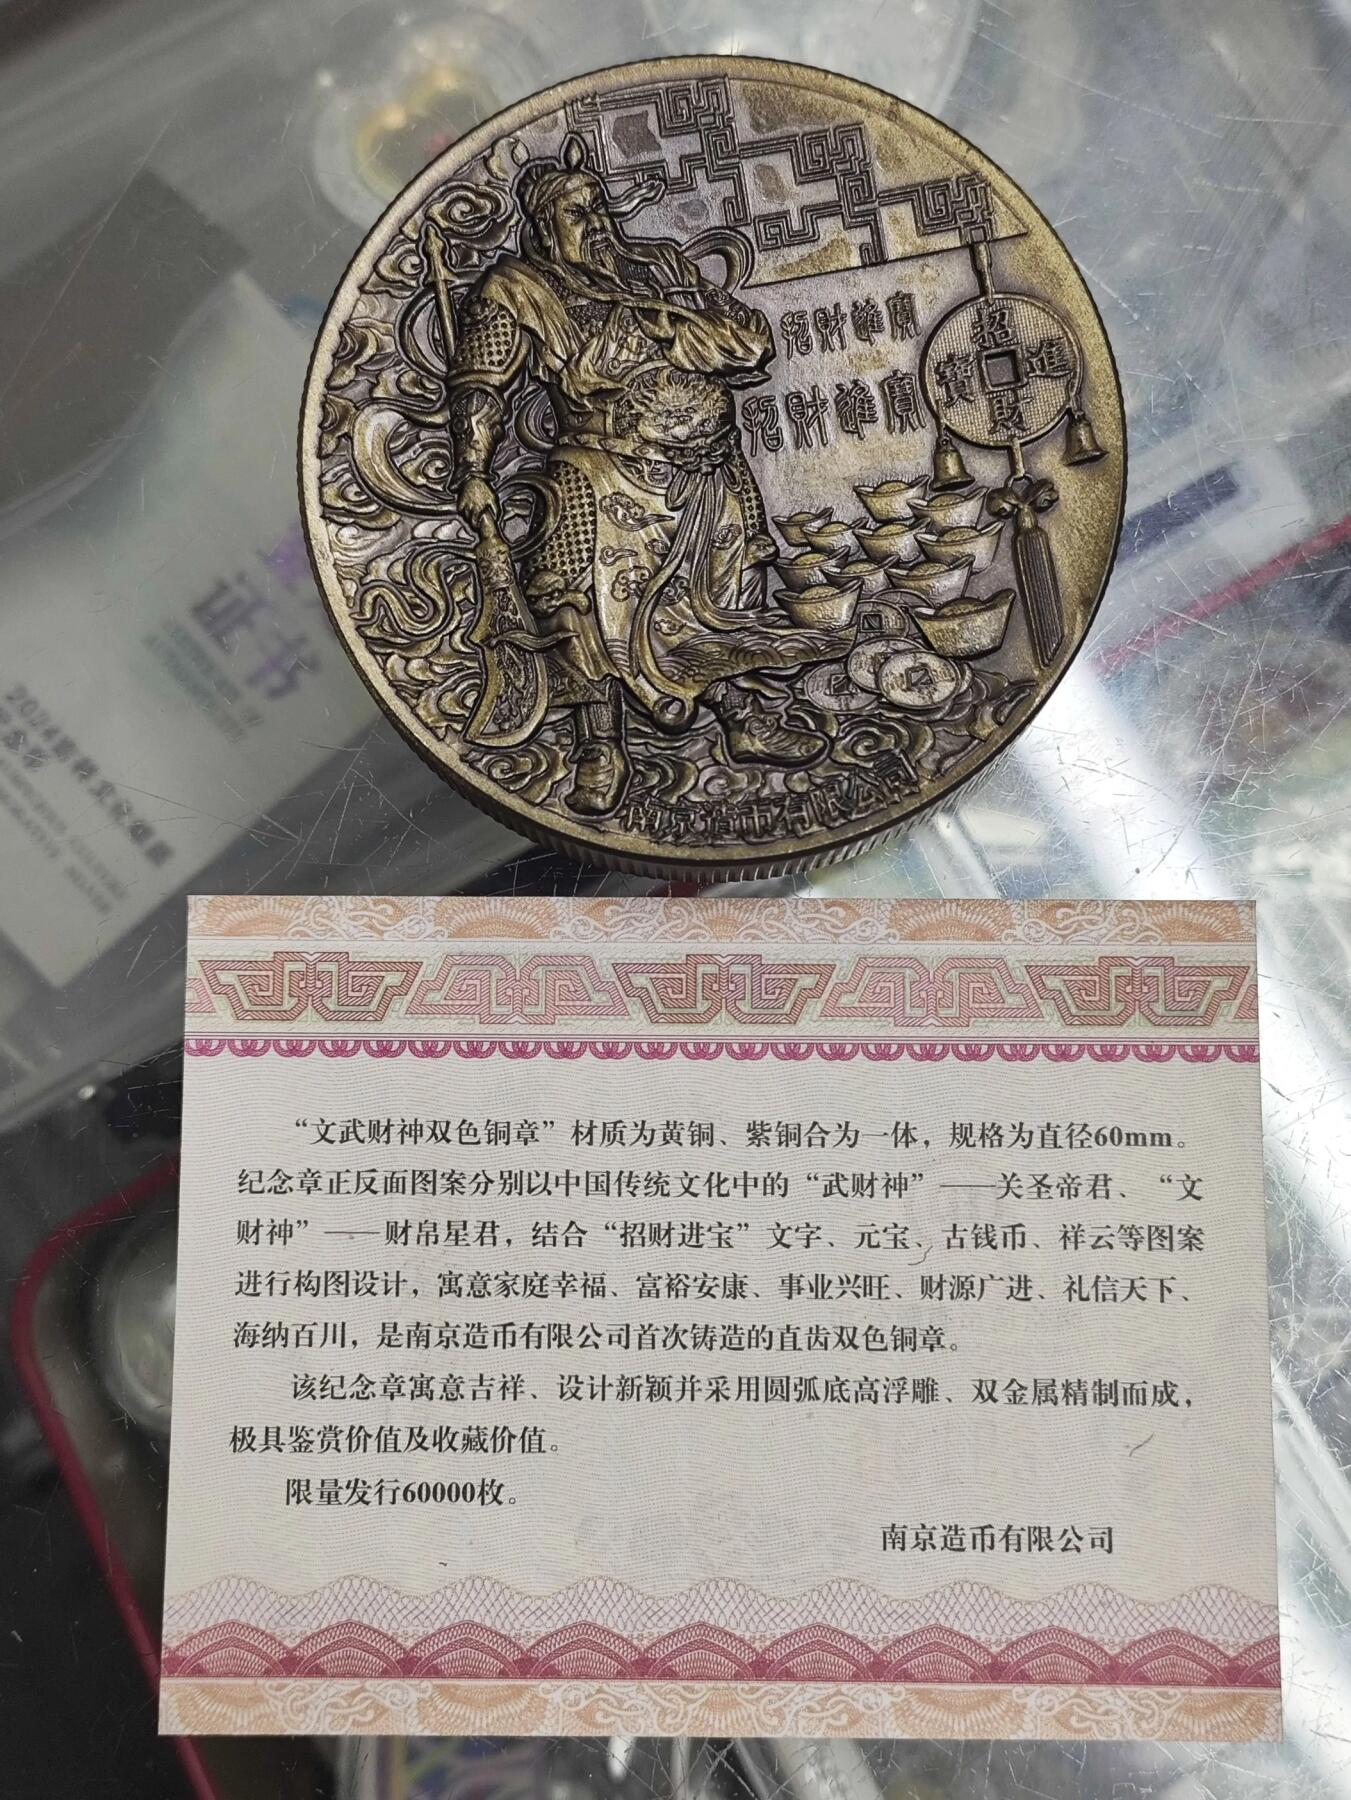 招財進寶
招財進寶
招財進寶
南京造币有限公司
证书
“文武财神双色铜章”材质为黄铜、紫铜合为一体，规格为直径60mm。
纪念章正反面图案分别以中国传统文化中的“武财神”——关圣帝君、“文
财神”——财帛星君，结合“招财进宝”文字、元宝、古钱币、祥云等图案
进行构图设计，寓意家庭幸福、富裕安康、事业兴旺、财源广进、礼信天下、
海纳百川，是南京造币有限公司首次铸造的直齿双色铜章。
该纪念章寓意吉祥、设计新颖并采用圆弧底高浮雕、双金属精制而成，
极具鉴赏价值及收藏价值。
限量发行60000枚。
南京造币有限公司